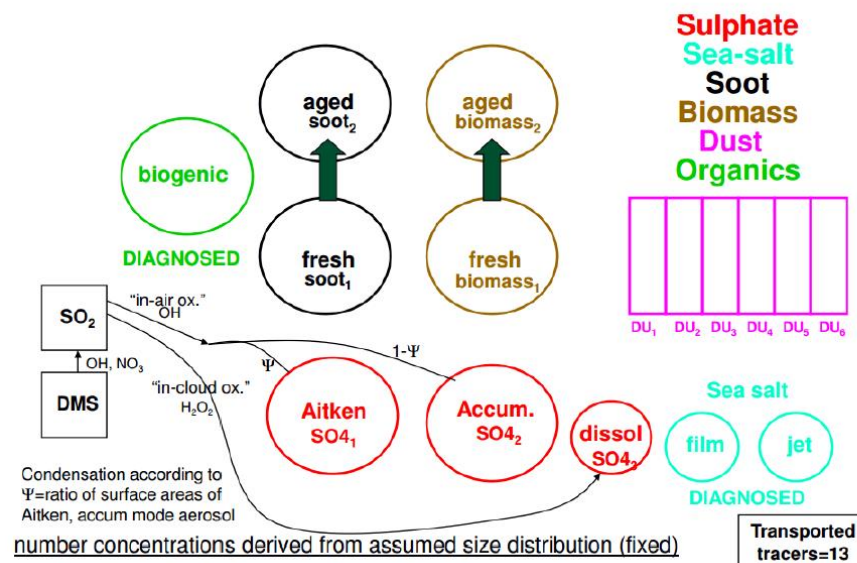 Sulphate
Sea-salt
Soot
Biomass
Dust
Organics
aged
soot2
aged
biomass2
biogenic
DIAGNOSED
fresh
soot1
fresh
biomass1
DU1 DU2 DU3 DU4 DU5 DU6
"in-air ox."
OH
SO2
OH, NO3
DMS
"in-cloud ox."
H2O2
Ψ
1-Ψ
Aitken
SO41
Accum.
SO42
dissol
SO43
Sea salt
film
jet
DIAGNOSED
Condensation according to
Ψ=ratio of surface areas of
Aitken, accum mode aerosol
number concentrations derived from assumed size distribution (fixed)
Transported
tracers=13